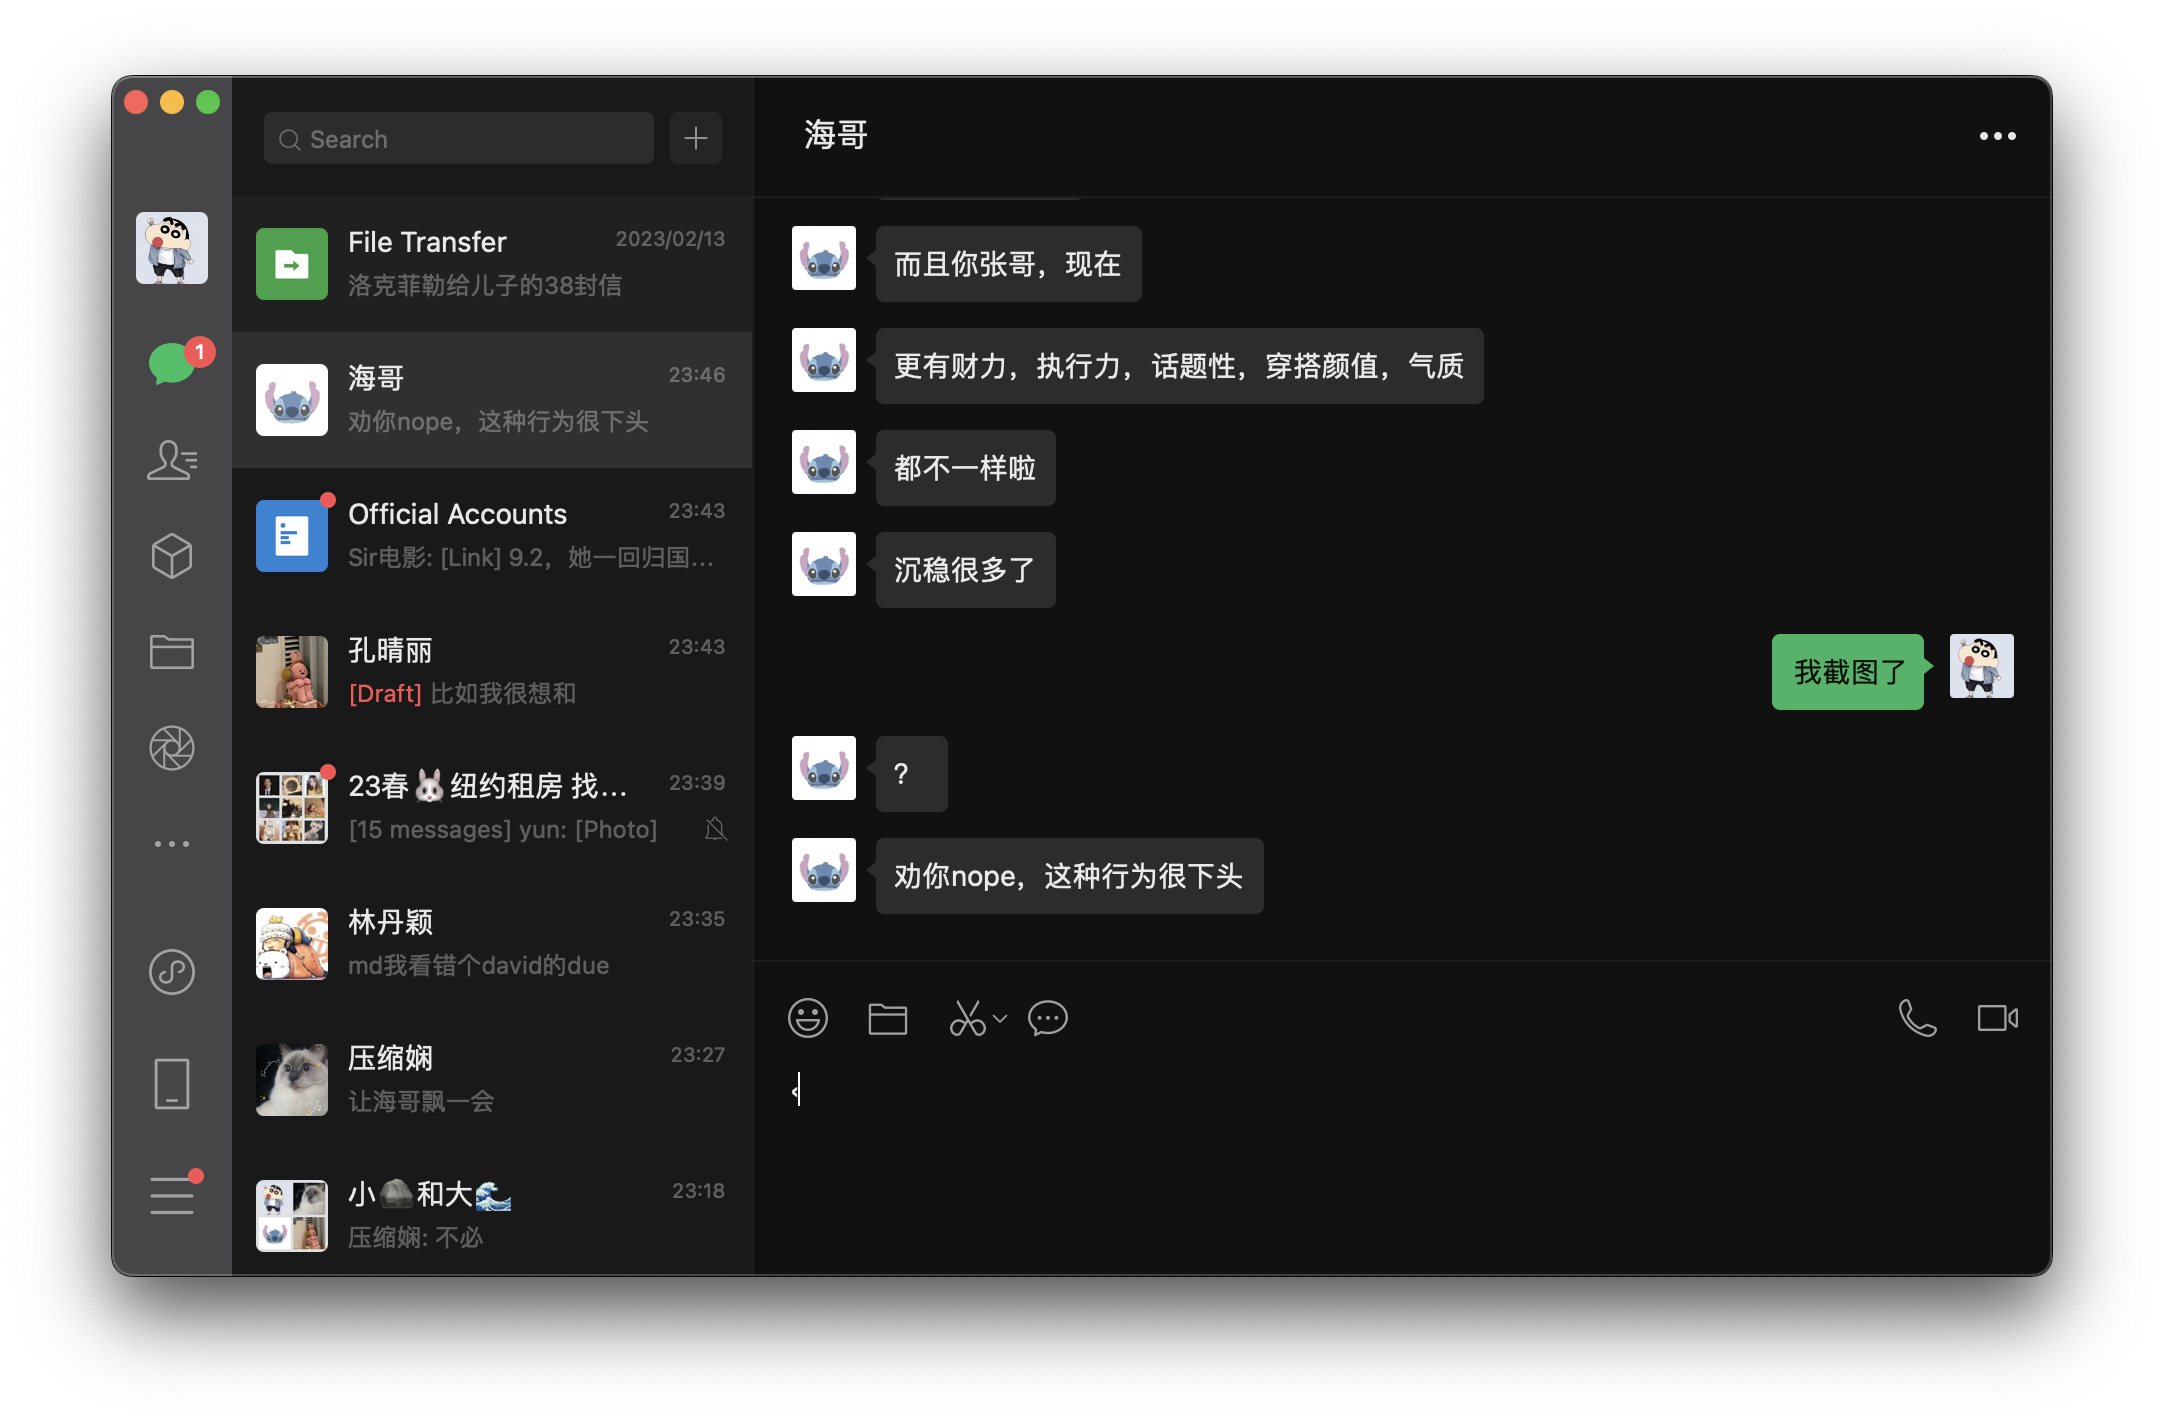 Search
File Transfer
2023/02/13
洛克菲勒给儿子的38封信
1
海哥
23:46
劝你nope，这种行为很下头
Official Accounts
23:43
Sir电影: [Link] 9.2，她一回归国...
孔晴丽
23:43
[Draft] 比如我很想和
23春🐰纽约租房 找...
23:39
[15 messages] yun: [Photo]
林丹颖
23:35
md我看错个david的due
压缩娴
23:27
让海哥飘一会
小🪨和大🌊
23:18
压缩娴: 不必
海哥
而且你张哥，现在
更有财力，执行力，话题性，穿搭颜值，气质
都不一样啦
沉稳很多了
我截图了
?
劝你nope，这种行为很下头
‹